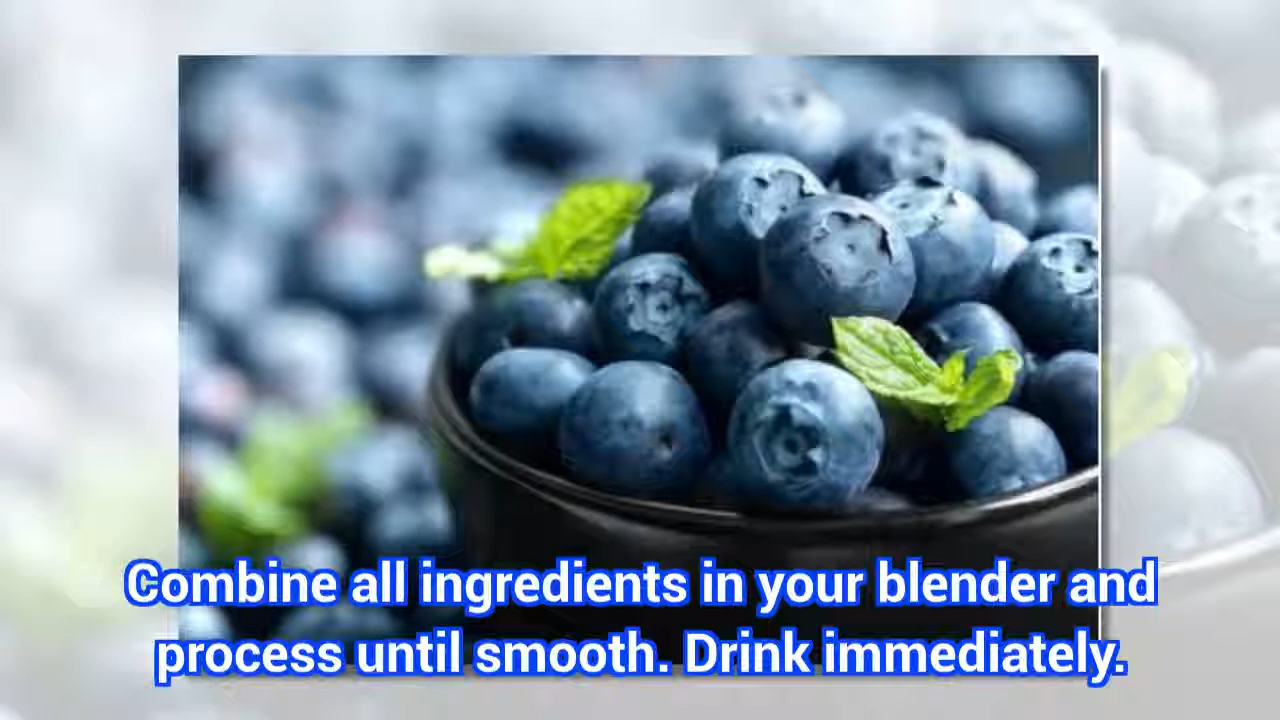 Combine all ingredients in your blender and
process until smooth. Drink immediately.